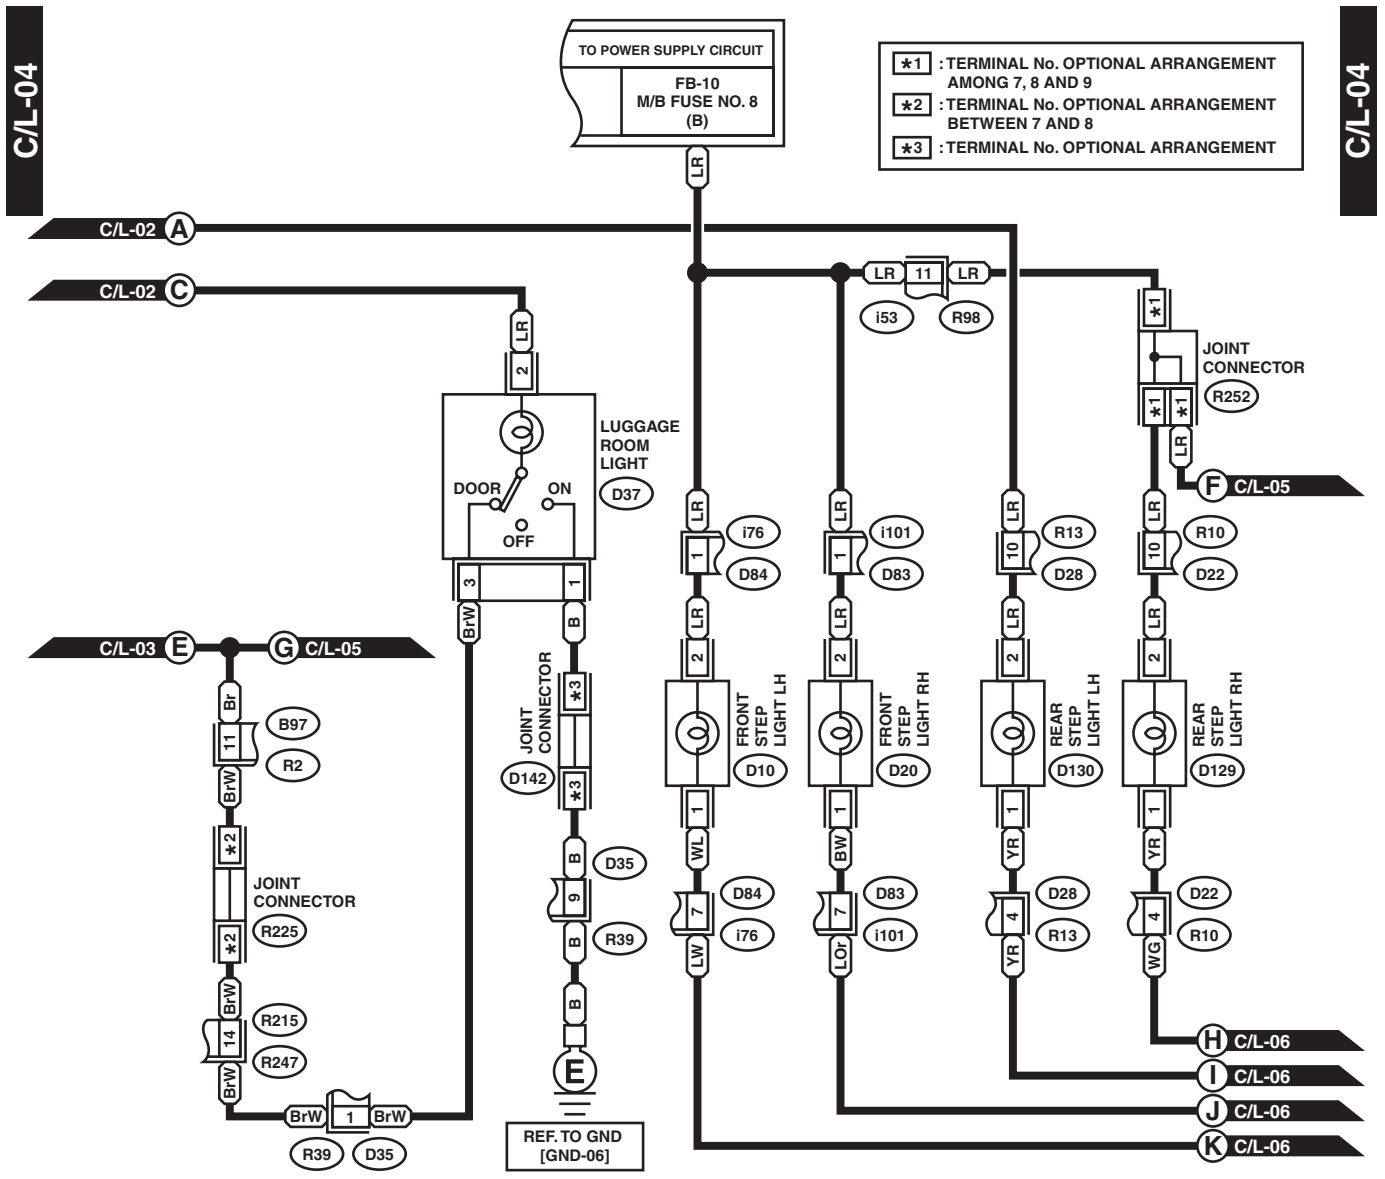 C/L-04
C/L-04
TO POWER SUPPLY CIRCUIT
FB-10
M/B FUSE NO. 8
(B)
*1 : TERMINAL No. OPTIONAL ARRANGEMENT
AMONG 7, 8 AND 9
*2 : TERMINAL No. OPTIONAL ARRANGEMENT
BETWEEN 7 AND 8
*3 : TERMINAL No. OPTIONAL ARRANGEMENT
LR
C/L-02 A
C/L-02 C
LR 11 LR
i53 R98
*1
JOINT
CONNECTOR
R252
*1 *1
LR
F C/L-05
LR
2
LUGGAGE
ROOM
LIGHT
D37
DOOR ON
OFF
3 1
BrW B
LR LR LR LR
i76 i101 R13 R10
1 1 10 10
D84 D83 D28 D22
LR LR LR LR
2 2 2 2
FRONT
STEP
LIGHT LH
D10
FRONT
STEP
LIGHT RH
D20
REAR
STEP
LIGHT LH
D130
REAR
STEP
LIGHT RH
D129
1 1 1 1
WL BW YR YR
D84 D83 D28 D22
7 7 4 4
i76 i101 R13 R10
LW LOr YR WG
C/L-03 E G C/L-05
Br
B97
11
R2
BrW
*2
JOINT
CONNECTOR
R225
*2
BrW
R215
14
R247
BrW
BrW 1 BrW
R39 D35
*3
JOINT
CONNECTOR
D142
*3
B
D35
9
R39
B
B
E
REF. TO GND
[GND-06]
H C/L-06
I C/L-06
J C/L-06
K C/L-06